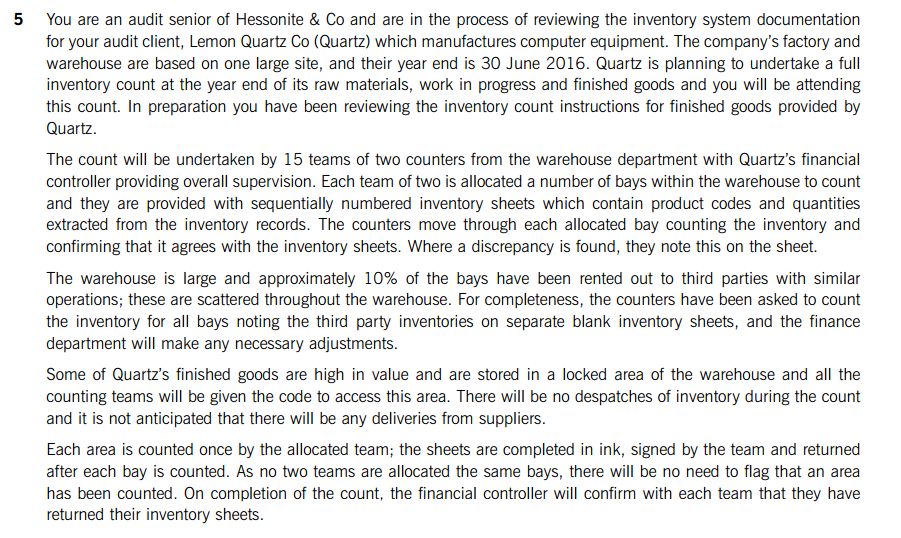 5 You are an audit senior of Hessonite & Co and are in the process of reviewing the inventory system documentation
for your audit client, Lemon Quartz Co (Quartz) which manufactures computer equipment. The company's factory and
warehouse are based on one large site, and their year end is 30 June 2016. Quartz is planning to undertake a full
inventory count at the year end of its raw materials, work in progress and finished goods and you will be attending
this count. In preparation you have been reviewing the inventory count instructions for finished goods provided by
Quartz.
The count will be undertaken by 15 teams of two counters from the warehouse department with Quartz's financial
controller providing overall supervision. Each team of two is allocated a number of bays within the warehouse to count
and they are provided with sequentially numbered inventory sheets which contain product codes and quantities
extracted from the inventory records. The counters move through each allocated bay counting the inventory and
confirming that it agrees with the inventory sheets. Where a discrepancy is found, they note this on the sheet.
The warehouse is large and approximately 10% of the bays have been rented out to third parties with similar
operations; these are scattered throughout the warehouse. For completeness, the counters have been asked to count
the inventory for all bays noting the third party inventories on separate blank inventory sheets, and the finance
department will make any necessary adjustments.
Some of Quartz's finished goods are high in value and are stored in a locked area of the warehouse and all the
counting teams will be given the code to access this area. There will be no despatches of inventory during the count
and it is not anticipated that there will be any deliveries from suppliers.
Each area is counted once by the allocated team; the sheets are completed in ink, signed by the team and returned
after each bay is counted. As no two teams are allocated the same bays, there will be no need to flag that an area
has been counted. On completion of the count, the financial controller will confirm with each team that they have
returned their inventory sheets.